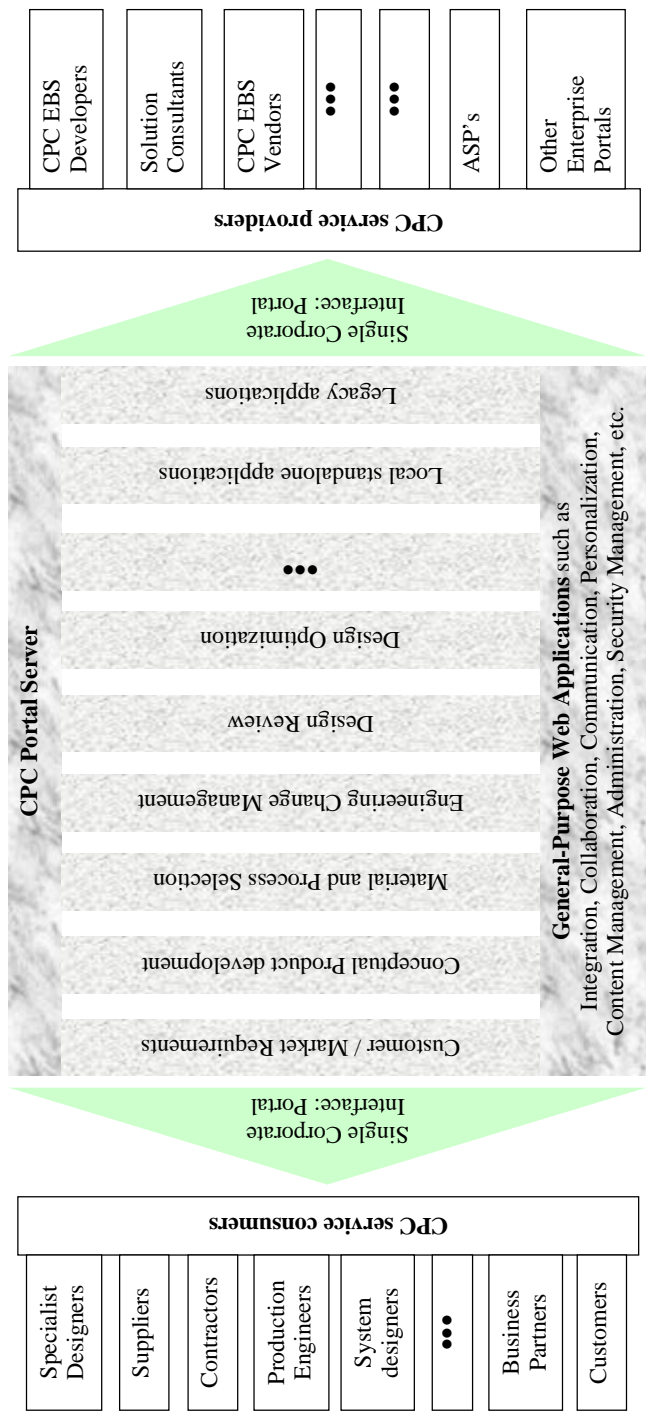 Specialist
Designers
Suppliers
Contractors
Production
Engineers
System
designers
•••
Business
Partners
Customers
CPC service consumers
Single Corporate
Interface: Portal
CPC Portal Server
Customer / Market Requirements
Conceptual Product development
Material and Process Selection
Engineering Change Management
Design Review
Design Optimization
•••
Local standalone applications
Legacy applications
General-Purpose Web Applications such as
Integration, Collaboration, Communication, Personalization,
Content Management, Administration, Security Management, etc.
Single Corporate
Interface: Portal
CPC service providers
CPC EBS
Developers
Solution
Consultants
CPC EBS
Vendors
•••
•••
ASP's
Other
Enterprise
Portals